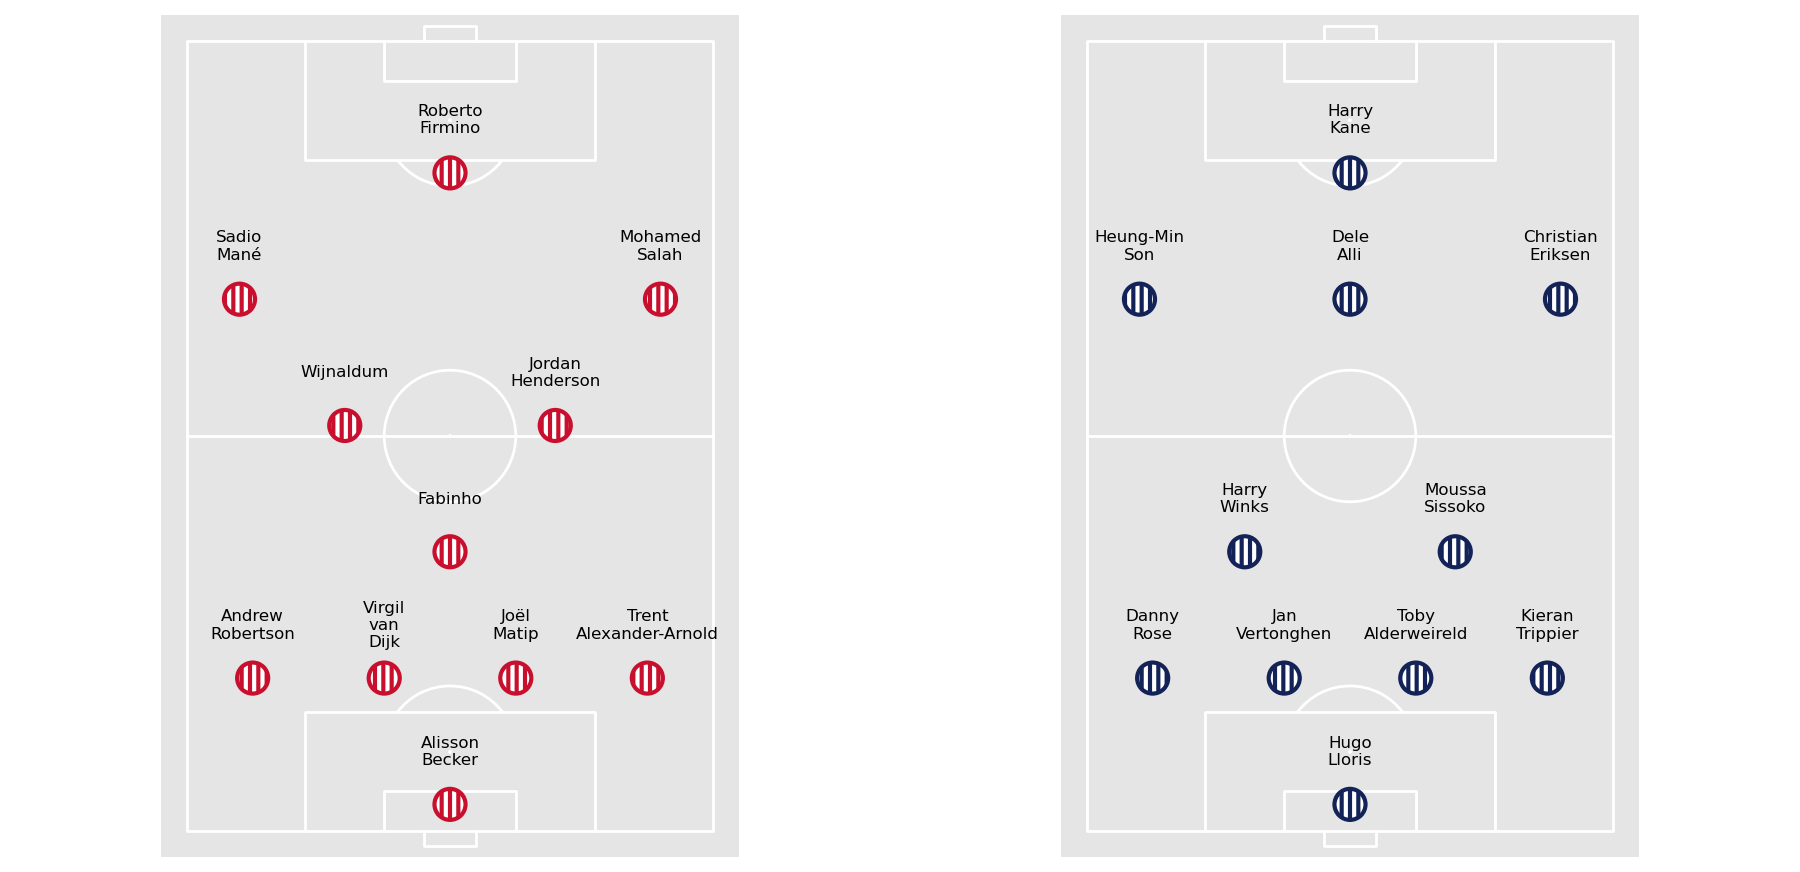 Roberto
Firmino
Sadio
Mané
Mohamed
Salah
Wijnaldum
Jordan
Henderson
Fabinho
Andrew
Robertson
Virgil
van
Dijk
Joël
Matip
Trent
Alexander-Arnold
Alisson
Becker
Harry
Kane
Heung-Min
Son
Dele
Alli
Christian
Eriksen
Harry
Winks
Moussa
Sissoko
Danny
Rose
Jan
Vertonghen
Toby
Alderweireld
Kieran
Trippier
Hugo
Lloris